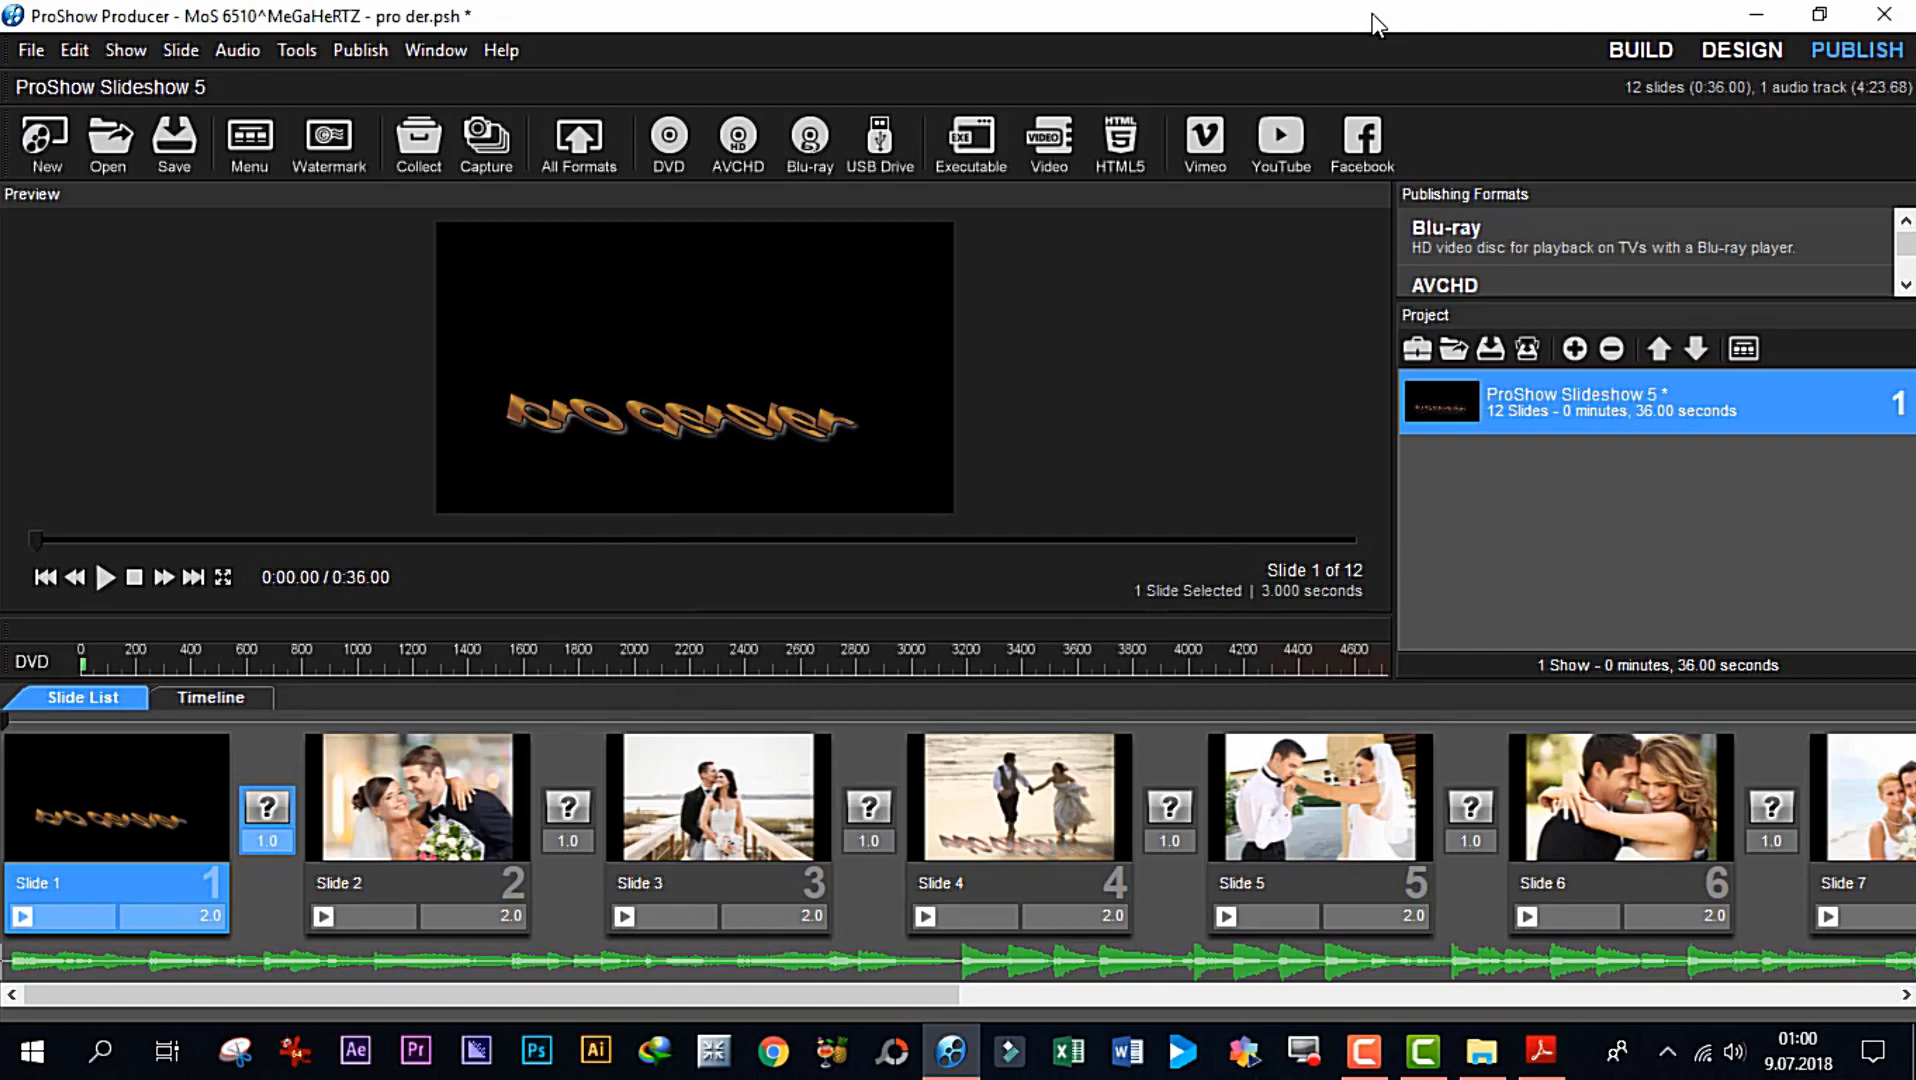 ProShow Producer - MoS 6510^MeGaHeRTZ - pro der.psh *
File Edit Show Slide Audio Tools Publish Window Help
BUILD DESIGN PUBLISH
ProShow Slideshow 5
12 slides (0:36.00), 1 audio track (4:23.68)
New Open Save Menu Watermark Collect Capture All Formats DVD AVCHD Blu-ray USB Drive Executable Video HTML5 Vimeo YouTube Facebook
Preview
Publishing Formats
Blu-ray
HD video disc for playback on TVs with a Blu-ray player.
AVCHD
Project
ProShow Slideshow 5 *
12 Slides - 0 minutes, 36.00 seconds
1
pro dersler
0:00.00 / 0:36.00
Slide 1 of 12
1 Slide Selected | 3.000 seconds
DVD 0 200 400 600 800 1000 1200 1400 1600 1800 2000 2200 2400 2600 2800 3000 3200 3400 3600 3800 4000 4200 4400 4600
1 Show - 0 minutes, 36.00 seconds
Slide List Timeline
? ? ? ? ? ?
1.0 1.0 1.0 1.0 1.0 1.0
Slide 1 1 Slide 2 2 Slide 3 3 Slide 4 4 Slide 5 5 Slide 6 6 Slide 7
2.0 2.0 2.0 2.0 2.0 2.0
Ae Pr Ps Ai
01:00
9.07.2018